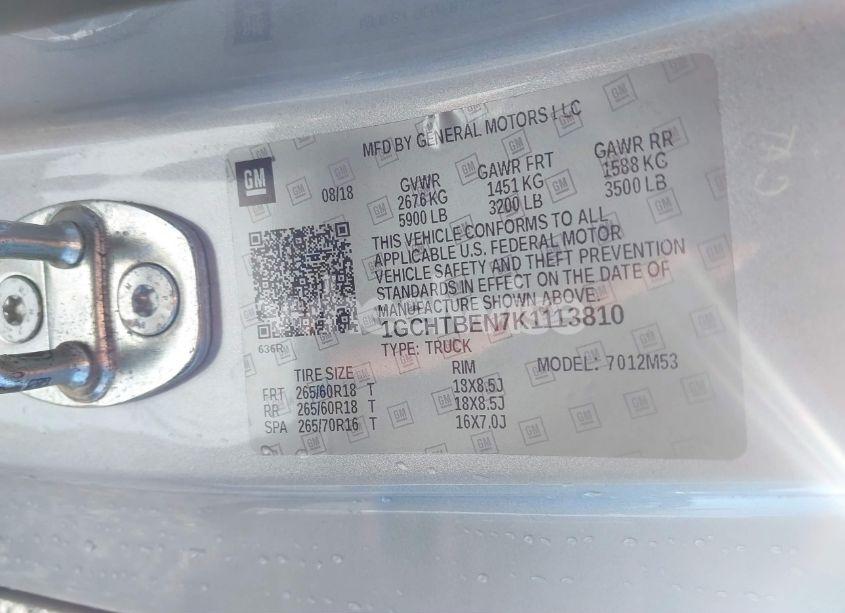 MFD BY GENERAL MOTORS LLC
GM
08/18
GVWR
2676 KG
5900 LB
GAWR FRT
1451 KG
3200 LB
GAWR RR
1588 KG
3500 LB
THIS VEHICLE CONFORMS TO ALL
APPLICABLE U.S. FEDERAL MOTOR
VEHICLE SAFETY AND THEFT PREVENTION
STANDARDS IN EFFECT ON THE DATE OF
MANUFACTURE SHOWN ABOVE.
1GCHTBEN7K1113810
636R
TYPE: TRUCK
MODEL: 7012M53
TIRE SIZE RIM
FRT 265/60R18 T 18X8.5J
RR 265/60R18 T 18X8.5J
SPA 265/70R16 T 16X7.0J